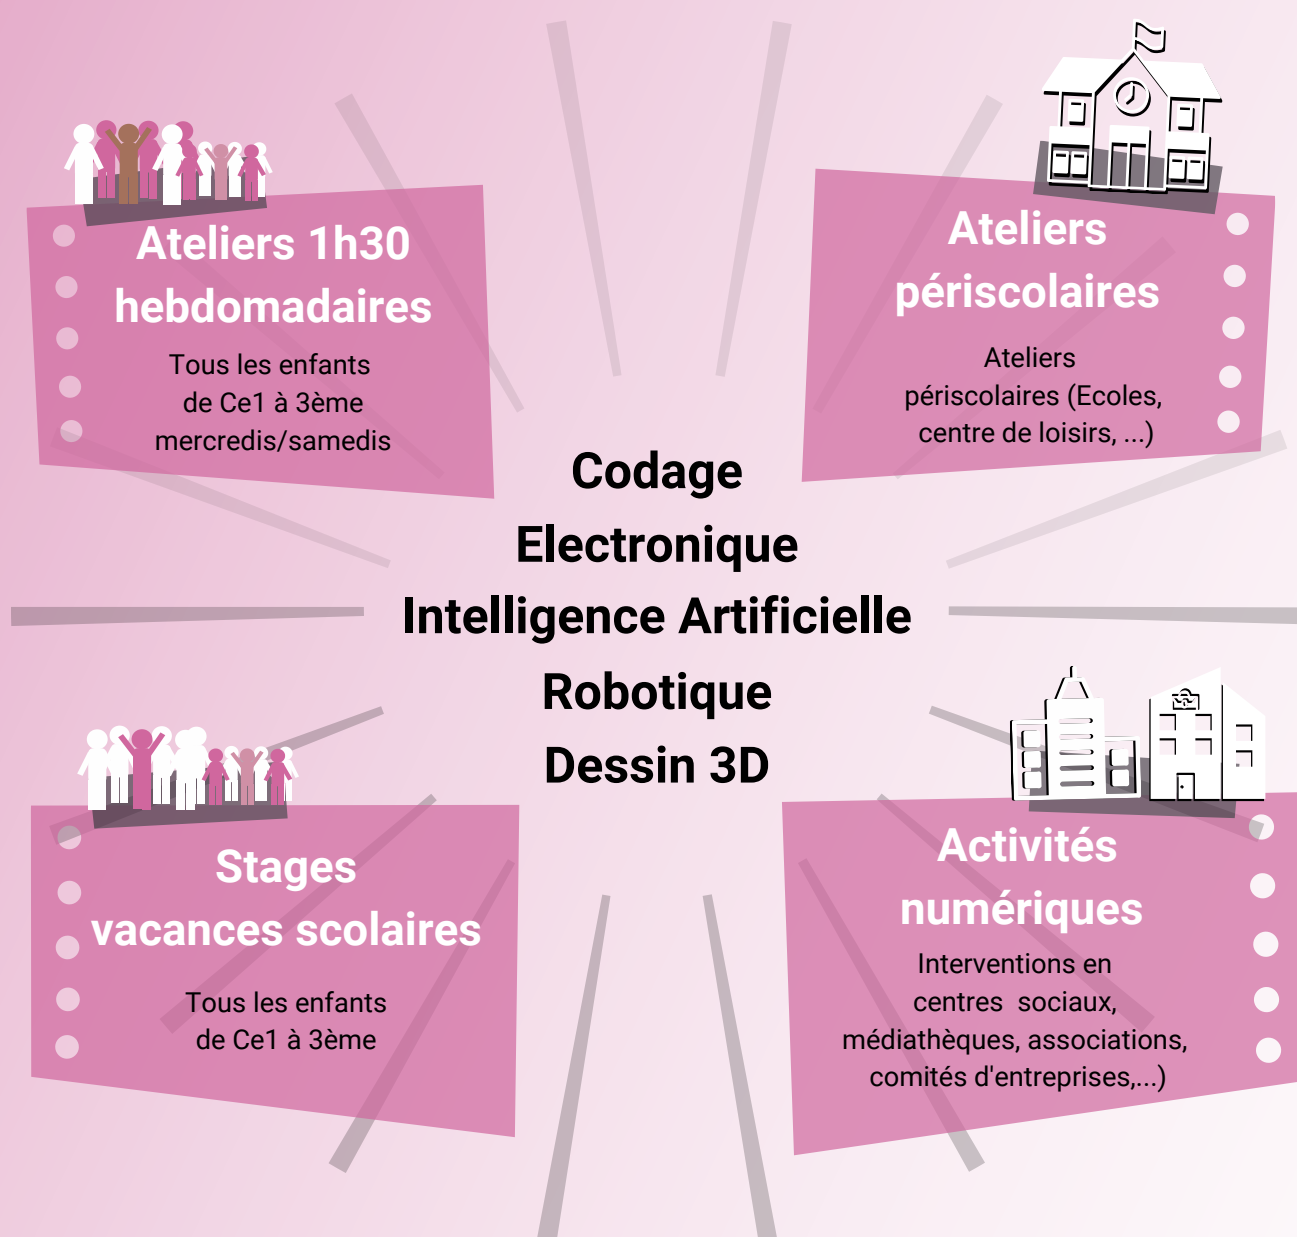 Ateliers 1h30
hebdomadaires
Tous les enfants
de Ce1 à 3ème
mercredis/samedis
Ateliers
périscolaires
Ateliers
périscolaires (Ecoles,
centre de loisirs, ...)
Codage
Electronique
Intelligence Artificielle
Robotique
Dessin 3D
Stages
vacances scolaires
Tous les enfants
de Ce1 à 3ème
Activités
numériques
Interventions en
centres sociaux,
médiathèques, associations,
comités d'entreprises,...)